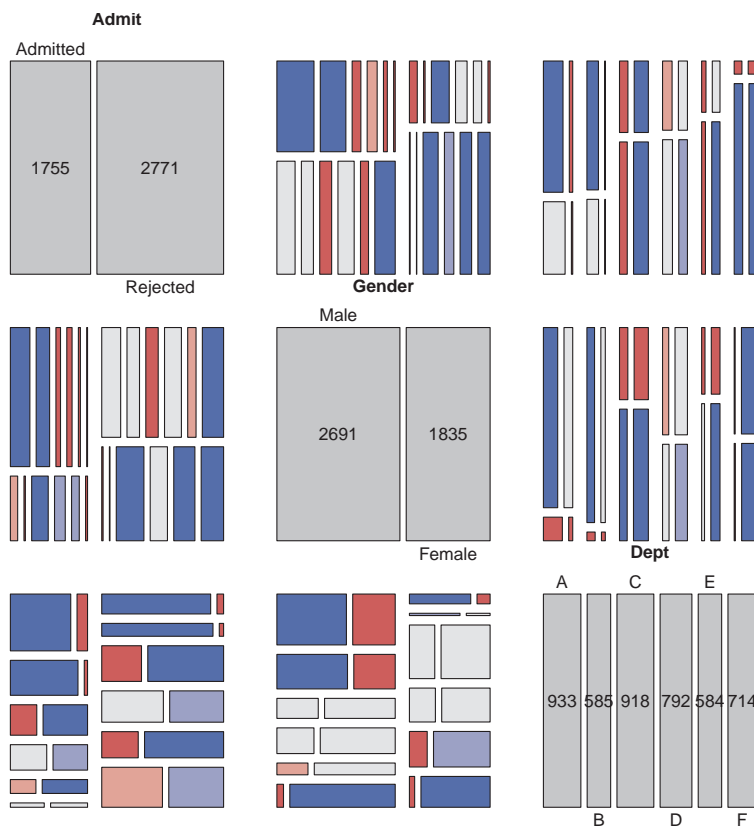 Admit
Admitted
1755 2771
Rejected
Gender
Male
2691 1835
Female
Dept
A C E
933 585 918 792 584 714
B D F